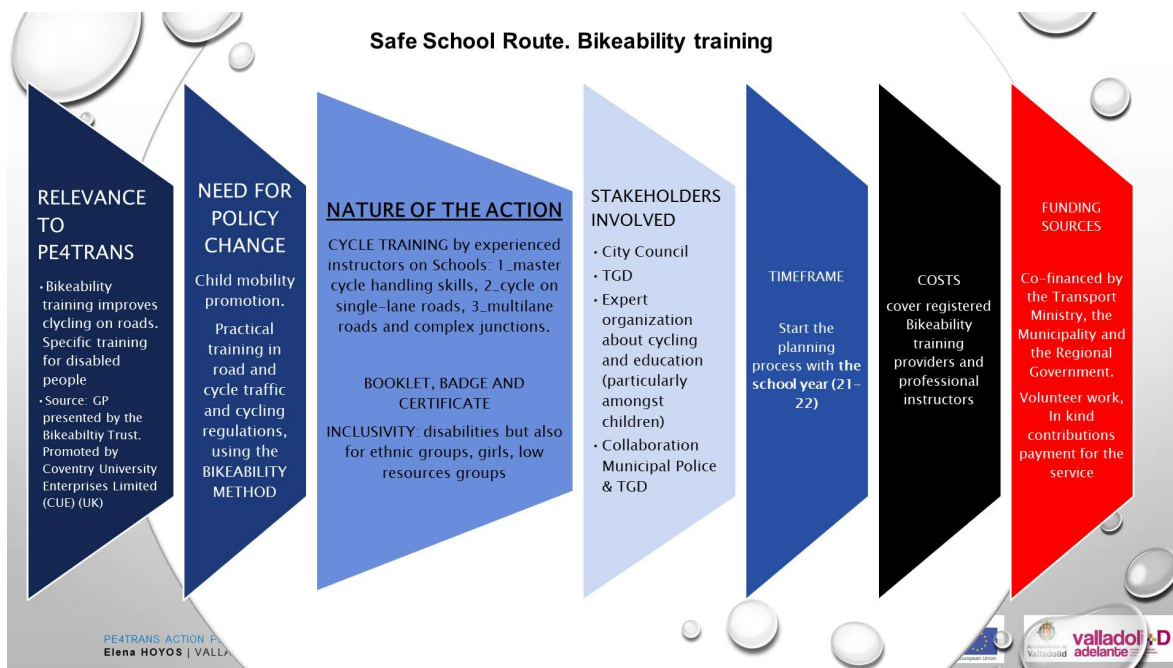 Safe School Route. Bikeability training
RELEVANCE
TO
PE4TRANS
• Bikeability
training improves
clycling on roads.
Specific training
for disabled
people
• Source: GP
presented by the
Bikeabiltiy Trust.
Promoted by
Coventry University
Enterprises Limited
(CUE) (UK)
NEED FOR
POLICY
CHANGE
Child mobility
promotion.
Practical
training in
road and
cycle traffic
and cycling
regulations,
using the
BIKEABILITY
METHOD
NATURE OF THE ACTION
CYCLE TRAINING by experienced
instructors on Schools: 1_master
cycle handling skills, 2_cycle on
single-lane roads, 3_multilane
roads and complex junctions.
BOOKLET, BADGE AND
CERTIFICATE
INCLUSIVITY: disabilities but also
for ethnic groups, girls, low
resources groups
STAKEHOLDERS
INVOLVED
• City Council
• TGD
• Expert
organization
about cycling
and education
(particularly
amongst
children)
• Collaboration
Municipal Police
& TGD
TIMEFRAME
Start the
planning
process with the
school year (21-
22)
COSTS
cover registered
Bikeability
training
providers and
professional
instructors
FUNDING
SOURCES
Co-financed by
the Transport
Ministry, the
Municipality and
the Regional
Government.
Volunteer work,
In kind
contributions
payment for the
service
PE4TRANS ACTION
Elena HOYOS | VALLA
European Union
Valladolid
valladoli+D
adelante